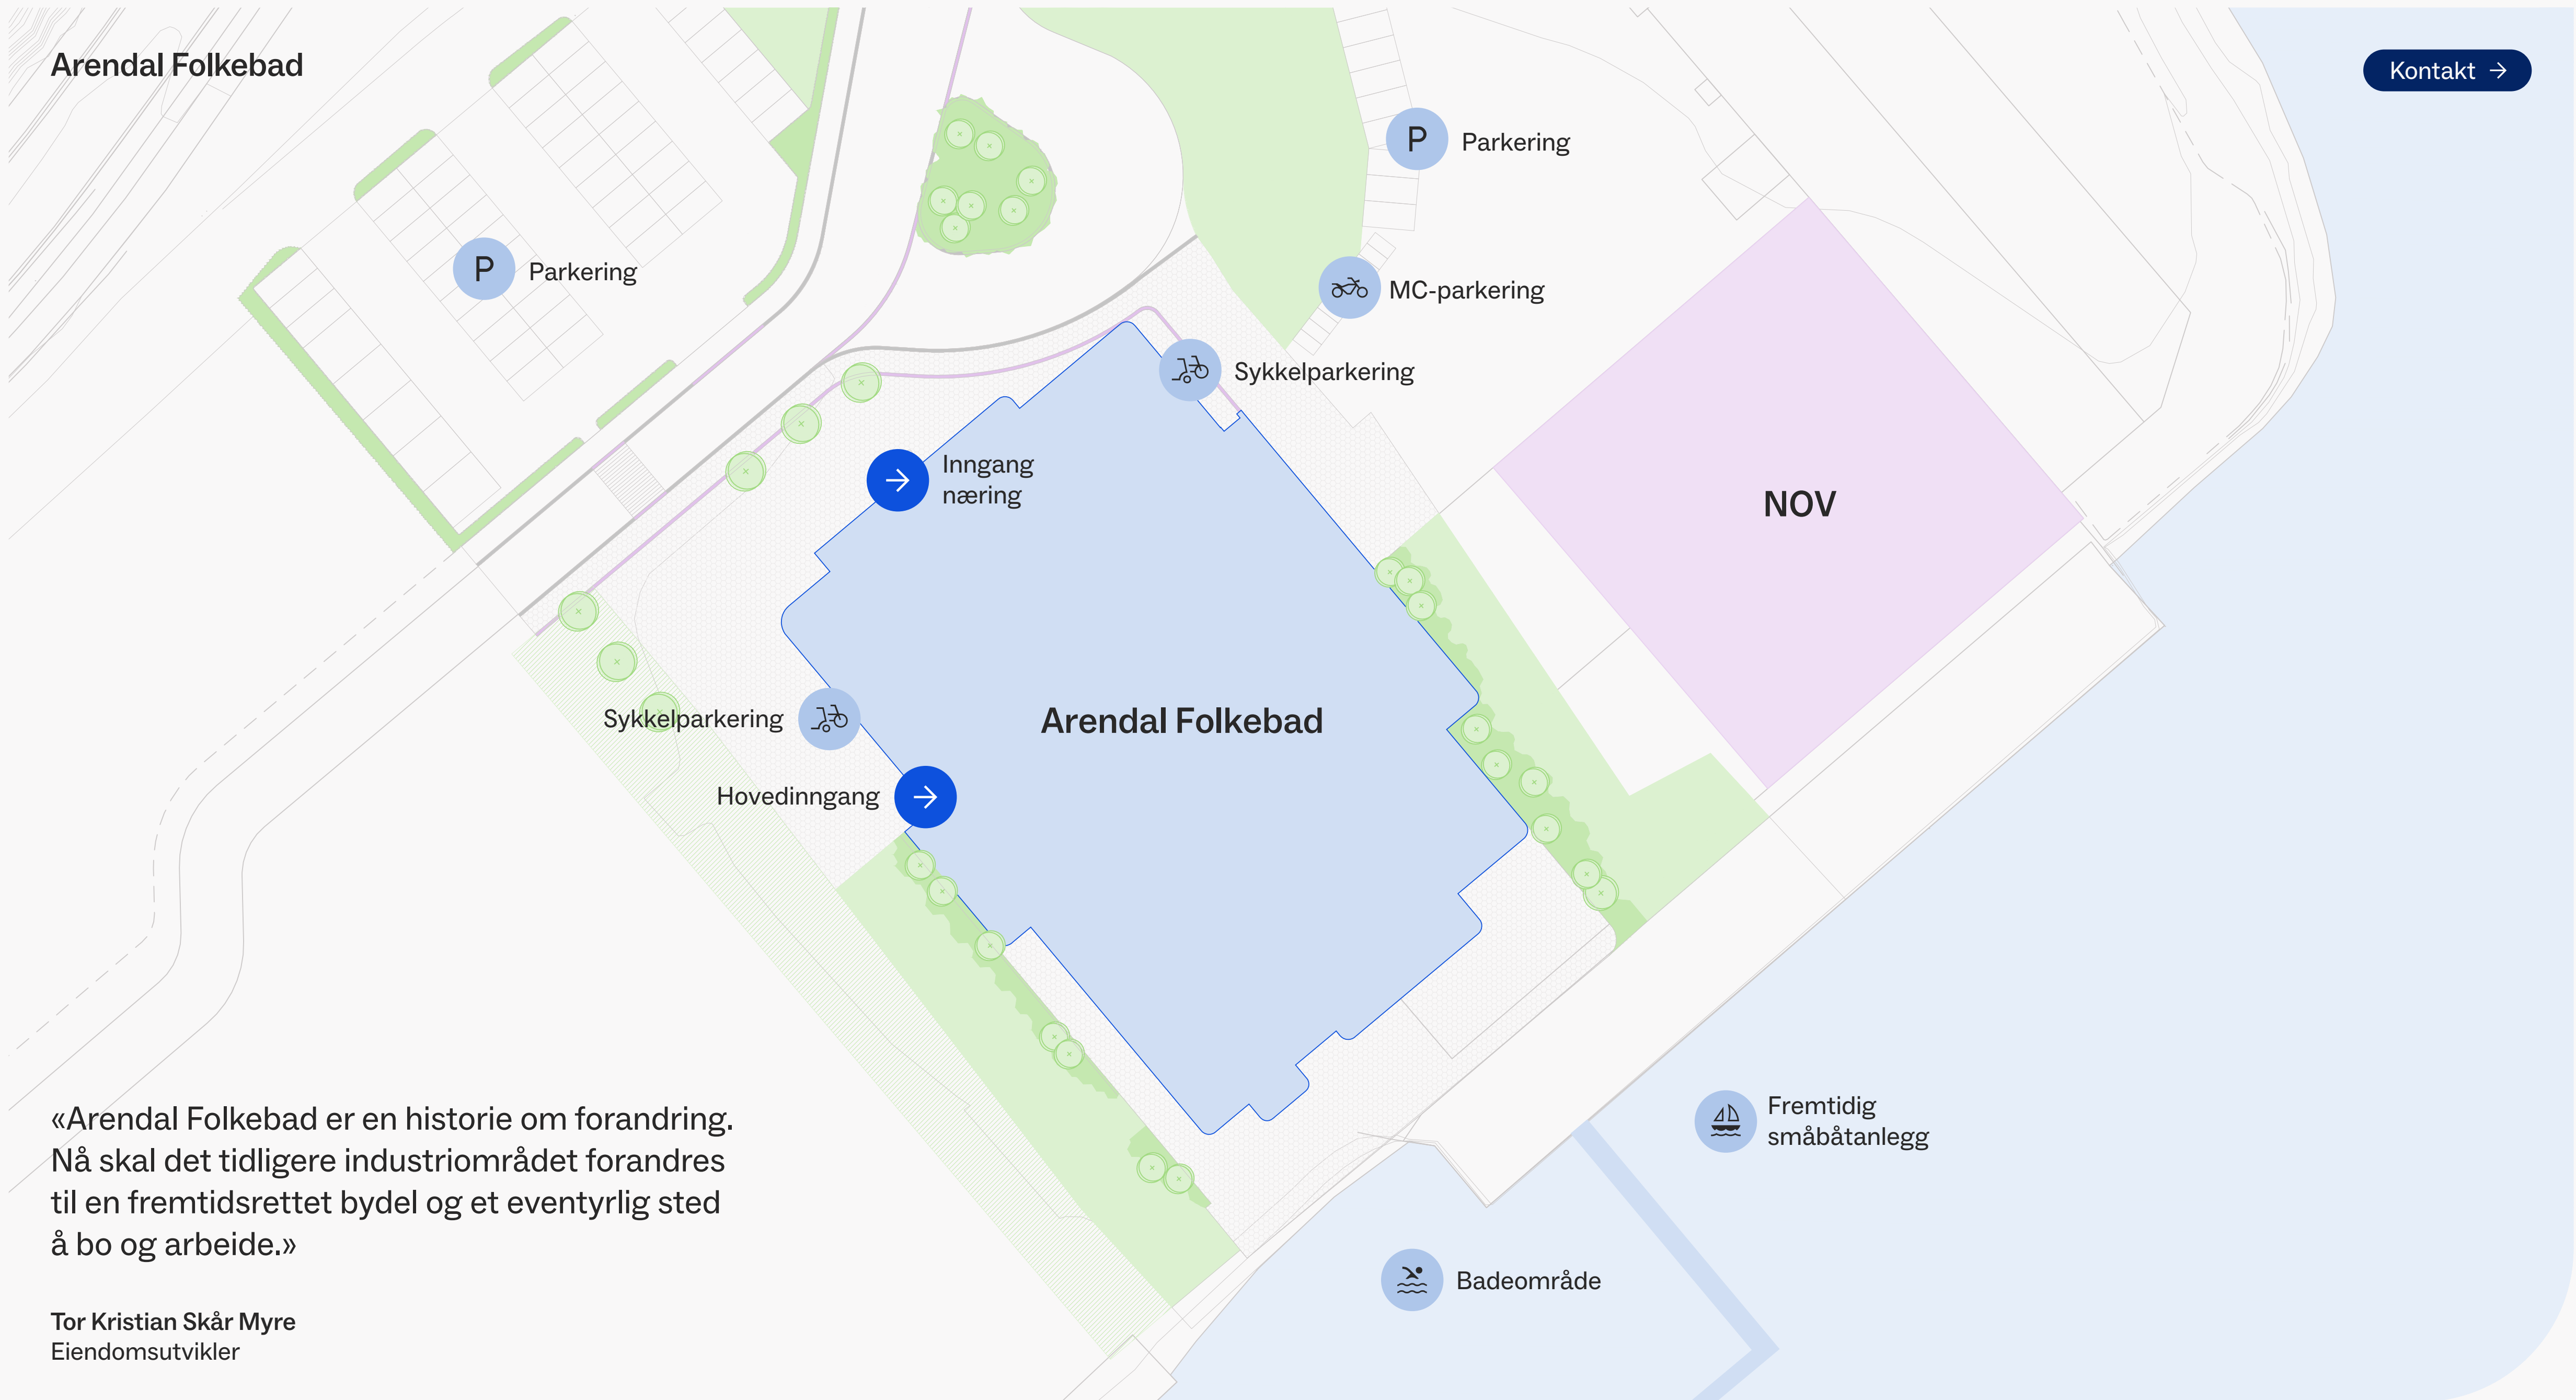 Arendal Folkebad
Kontakt
P Parkering
P Parkering
MC-parkering
Sykkelparkering
Inngang
næring
NOV
Sykkelparkering
Arendal Folkebad
Hovedinngang
Fremtidig
småbåtanlegg
Badeområde
«Arendal Folkebad er en historie om forandring.
Nå skal det tidligere industriområdet forandres
til en fremtidsrettet bydel og et eventyrlig sted
å bo og arbeide.»
Tor Kristian Skår Myre
Eiendomsutvikler